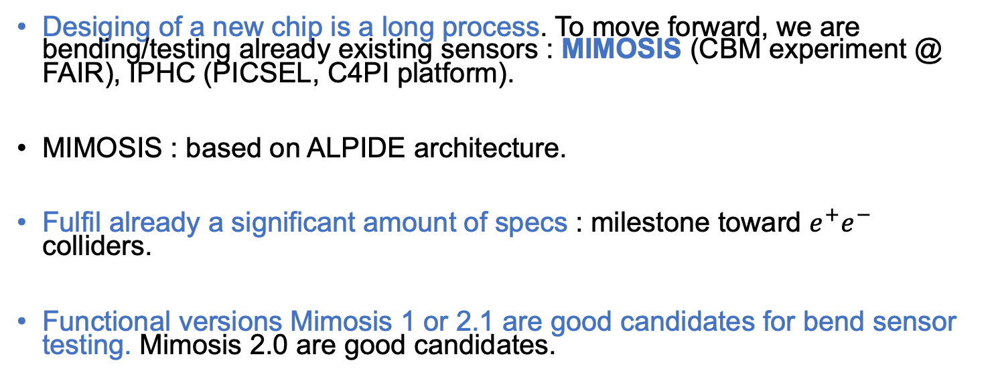 • Desiging of a new chip is a long process. To move forward, we are
bending/testing already existing sensors : MIMOSIS (CBM experiment @
FAIR), IPHC (PICSEL, C4PI platform).
• MIMOSIS : based on ALPIDE architecture.
• Fulfil already a significant amount of specs : milestone toward e⁺e⁻
colliders.
• Functional versions Mimosis 1 or 2.1 are good candidates for bend sensor
testing. Mimosis 2.0 are good candidates.